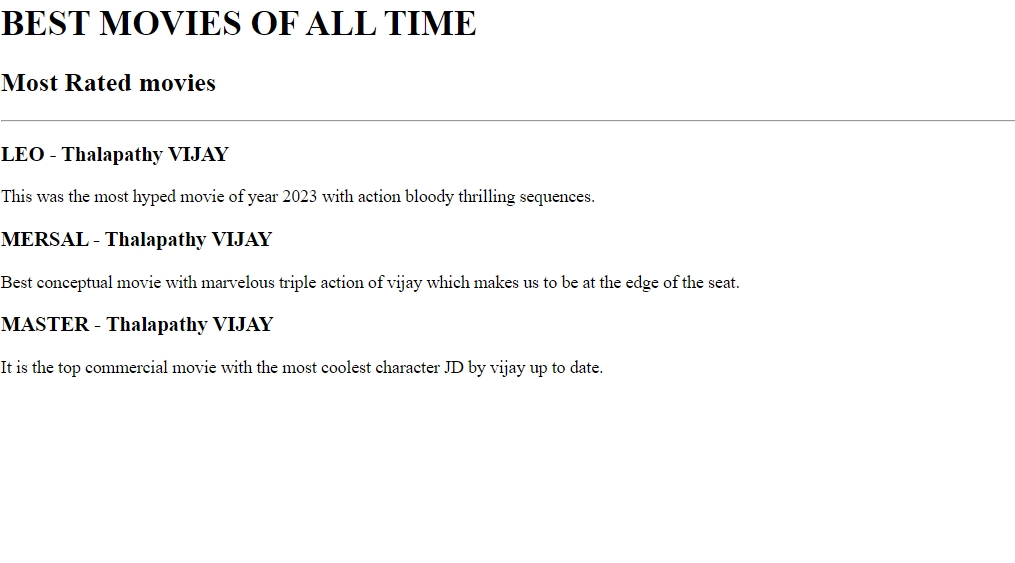 BEST MOVIES OF ALL TIME
Most Rated movies
LEO - Thalapathy VIJAY
This was the most hyped movie of year 2023 with action bloody thrilling sequences.
MERSAL - Thalapathy VIJAY
Best conceptual movie with marvelous triple action of vijay which makes us to be at the edge of the seat.
MASTER - Thalapathy VIJAY
It is the top commercial movie with the most coolest character JD by vijay up to date.